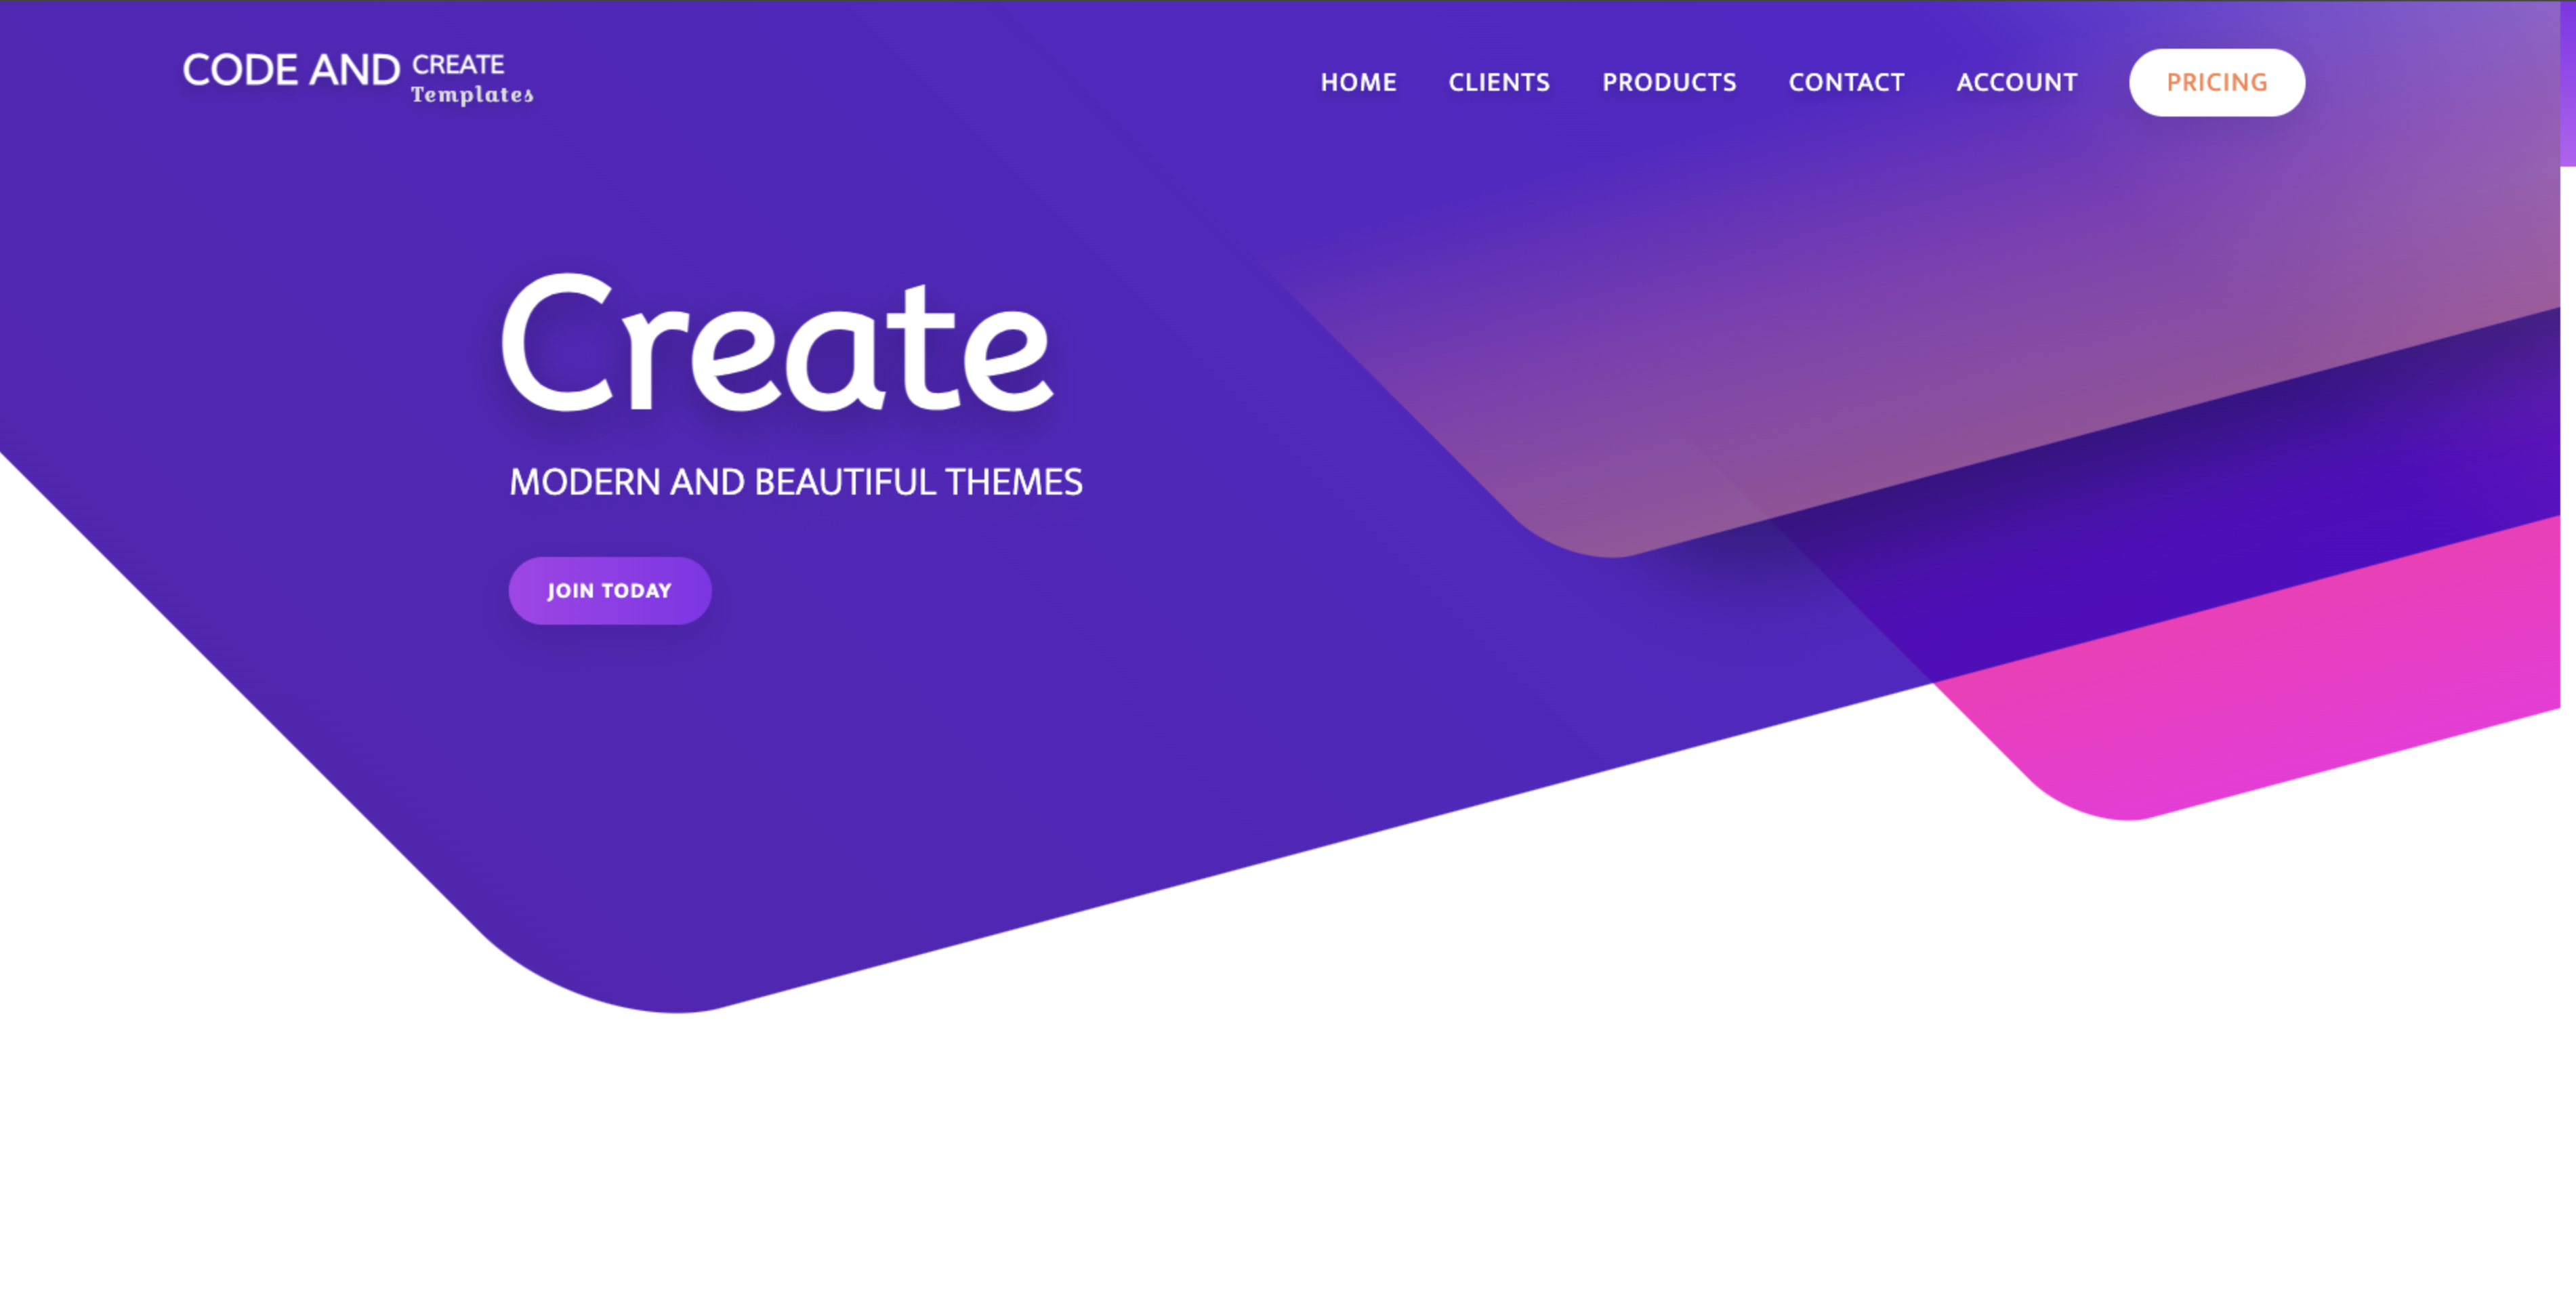 CODE AND CREATE
Templates
HOME CLIENTS PRODUCTS CONTACT ACCOUNT PRICING
Create
MODERN AND BEAUTIFUL THEMES
JOIN TODAY